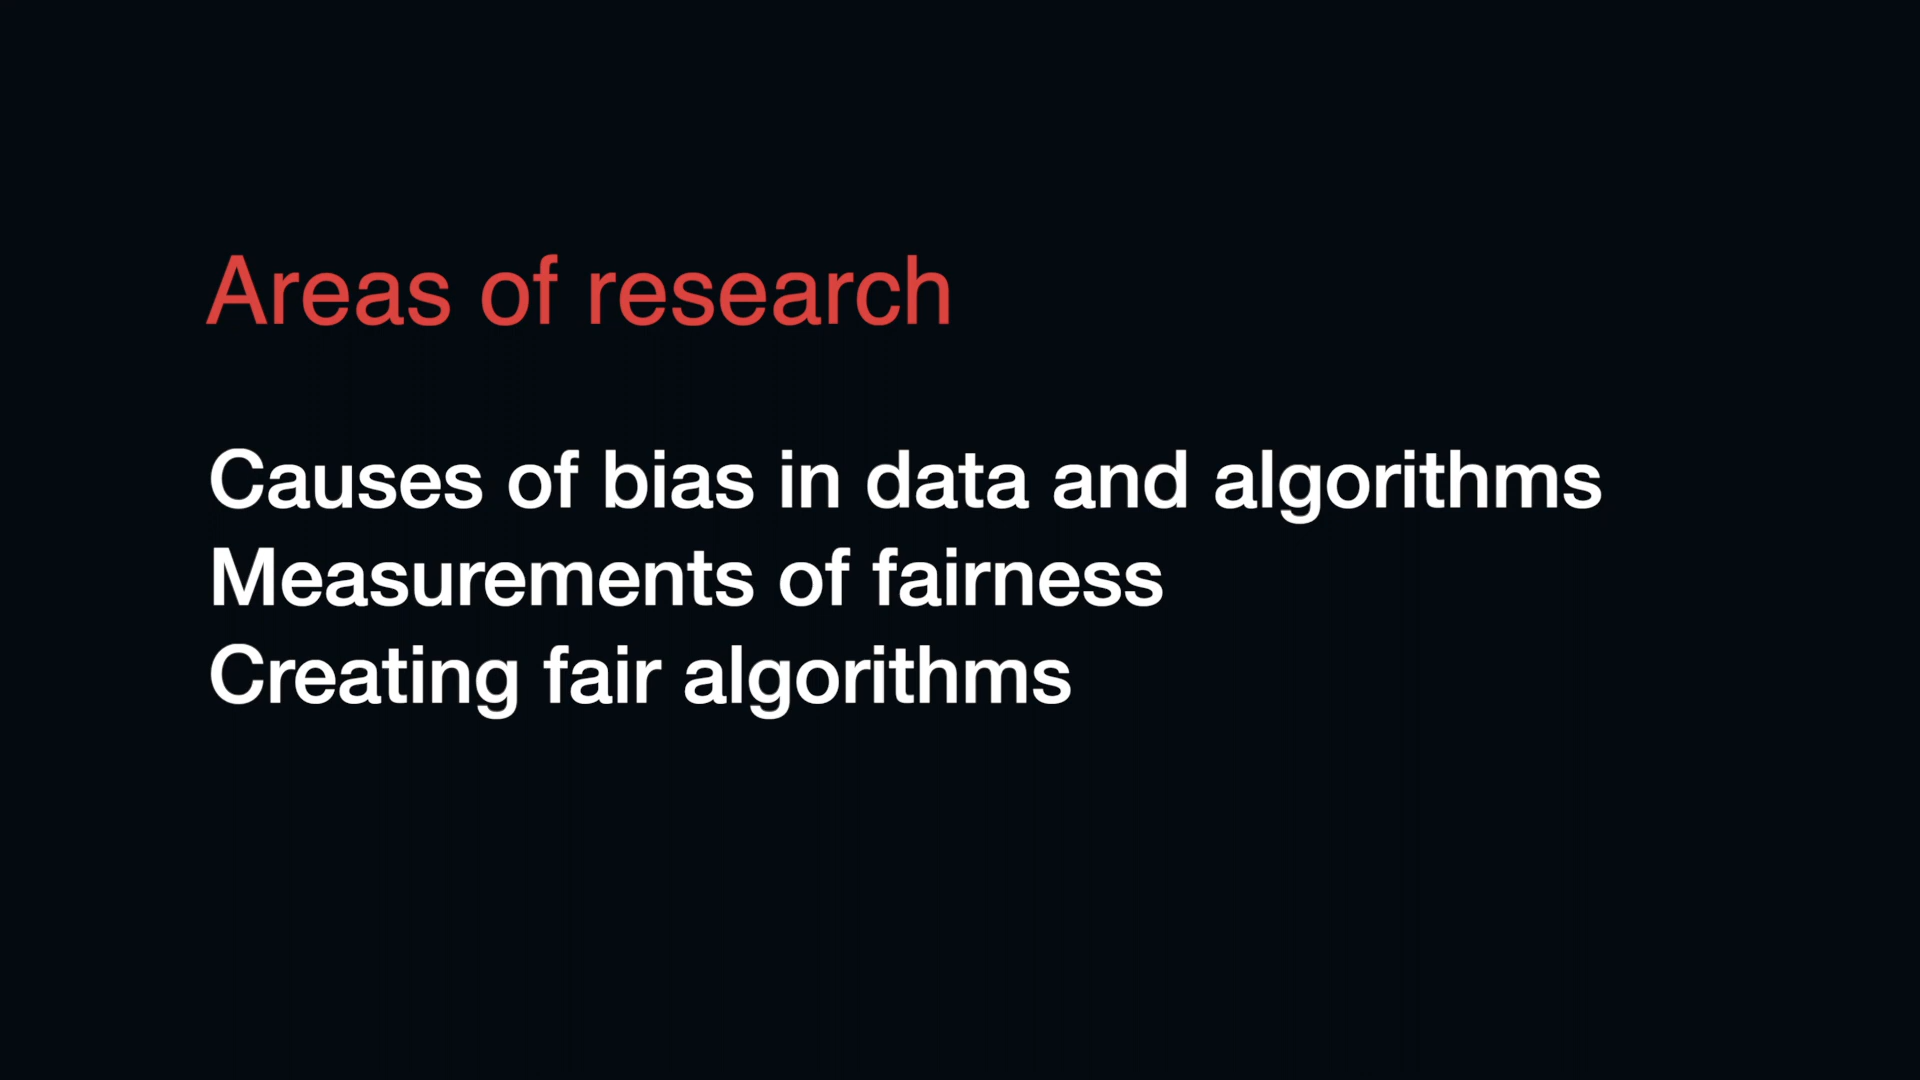 Areas of research
Causes of bias in data and algorithms
Measurements of fairness
Creating fair algorithms